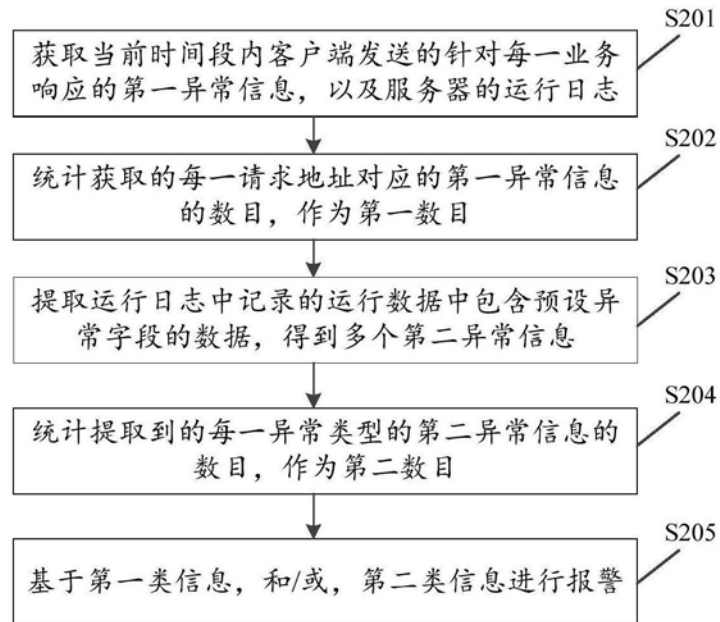 S201
获取当前时间段内客户端发送的针对每一业务
响应的第一异常信息，以及服务器的运行日志
S202
统计获取的每一请求地址对应的第一异常信息
的数目，作为第一数目
S203
提取运行日志中记录的运行数据中包含预设异
常字段的数据，得到多个第二异常信息
S204
统计提取到的每一异常类型的第二异常信息的
数目，作为第二数目
S205
基于第一类信息，和/或，第二类信息进行报警